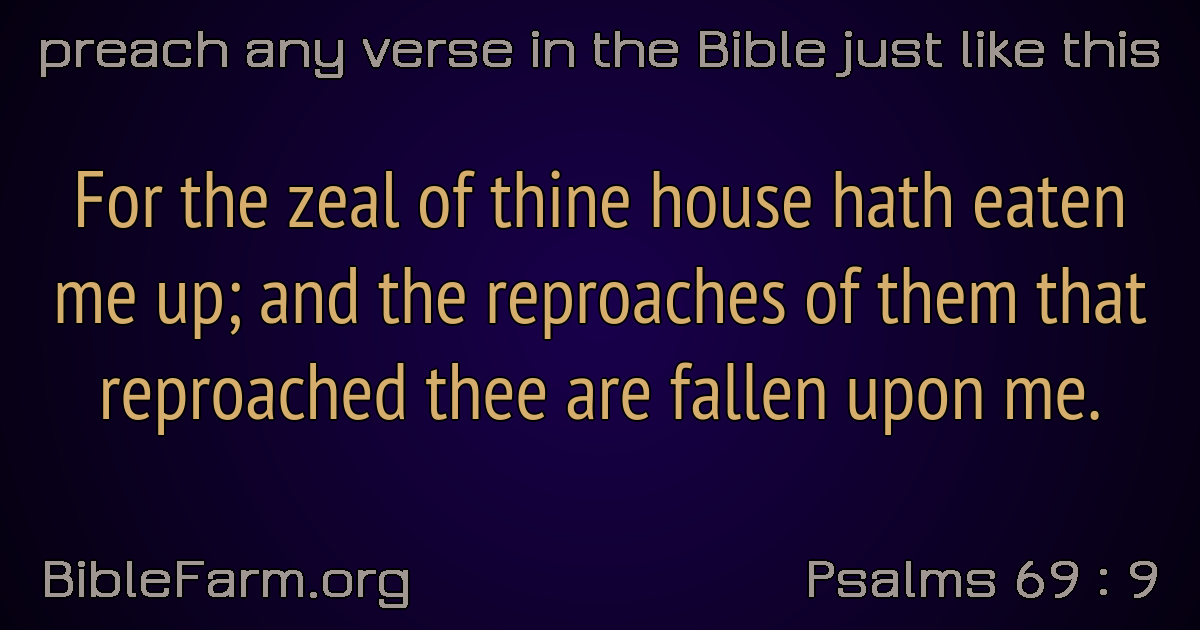 preach any verse in the Bible just like this
For the zeal of thine house hath eaten
me up; and the reproaches of them that
reproached thee are fallen upon me.
BibleFarm.org
Psalms 69 : 9